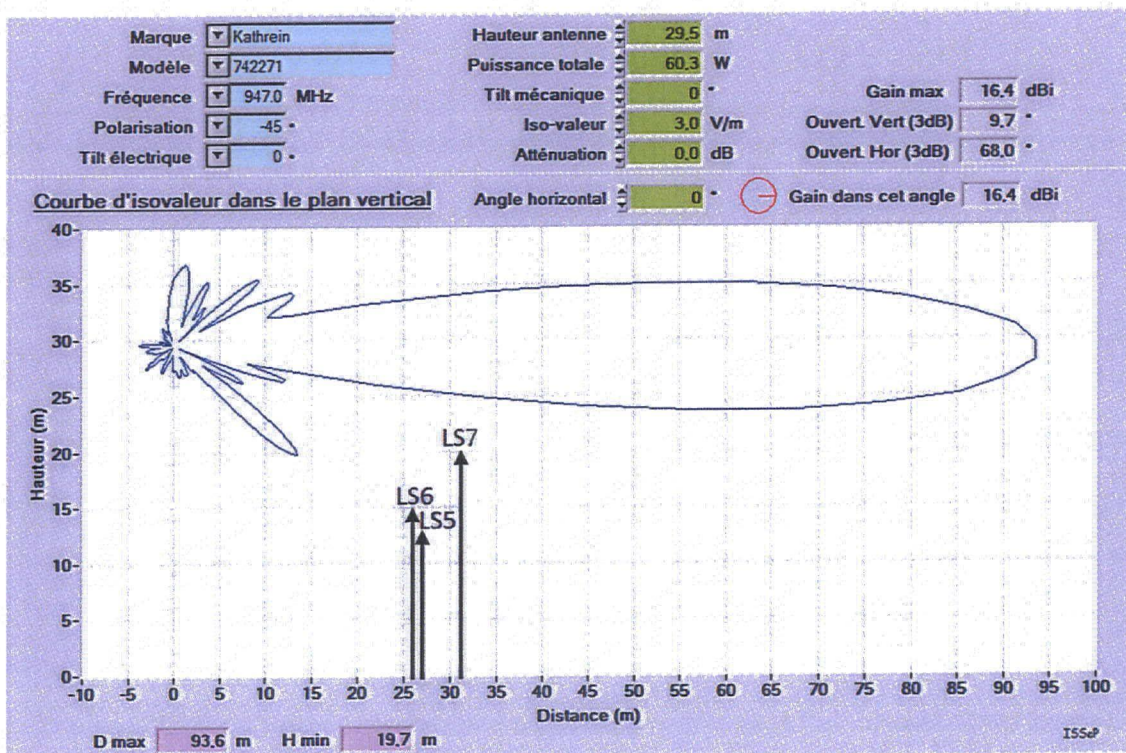 Marque Kathrein Hauteur antenne 29,5 m
Modèle 742271 Puissance totale 60,3 W
Fréquence 947.0 MHz Tilt mécanique 0 ° Gain max 16,4 dBi
Polarisation -45 ° Iso-valeur 3,0 V/m Ouvert. Vert (3dB) 9,7 °
Tilt électrique 0 ° Atténuation 0,0 dB Ouvert. Hor (3dB) 68,0 °
Courbe d'isovaleur dans le plan vertical Angle horizontal 0 ° Gain dans cet angle 16,4 dBi
40-
35-
30-
25-
20-
15-
10-
5-
0-
Hauteur (m)
LS7
LS6
LS5
-10 -5 0 5 10 15 20 25 30 35 40 45 50 55 60 65 70 75 80 85 90 95 100
Distance (m)
D max 93,6 m H min 19,7 m
ISSeP